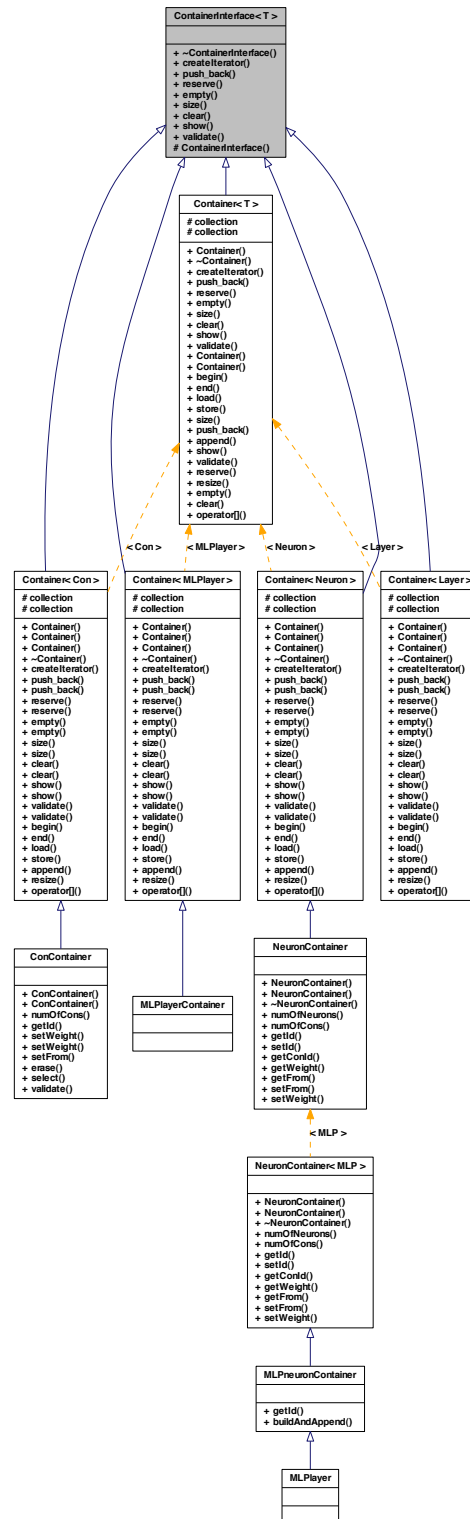 ContainerInterface< T >
+ ~ContainerInterface()
+ createIterator()
+ push_back()
+ reserve()
+ empty()
+ size()
+ clear()
+ show()
+ validate()
# ContainerInterface()
Container< T >
# collection
# collection
+ Container()
+ ~Container()
+ createIterator()
+ push_back()
+ reserve()
+ empty()
+ size()
+ clear()
+ show()
+ validate()
+ Container()
+ Container()
+ begin()
+ end()
+ load()
+ store()
+ size()
+ push_back()
+ append()
+ show()
+ validate()
+ reserve()
+ resize()
+ empty()
+ clear()
+ operator[]()
< Con >
< MLPlayer >
< Neuron >
< Layer >
Container< Con >
# collection
# collection
+ Container()
+ Container()
+ Container()
+ ~Container()
+ createIterator()
+ push_back()
+ push_back()
+ reserve()
+ reserve()
+ empty()
+ empty()
+ size()
+ size()
+ clear()
+ clear()
+ show()
+ show()
+ validate()
+ validate()
+ begin()
+ end()
+ load()
+ store()
+ append()
+ resize()
+ operator[]()
Container< MLPlayer >
# collection
# collection
+ Container()
+ Container()
+ Container()
+ ~Container()
+ createIterator()
+ push_back()
+ push_back()
+ reserve()
+ reserve()
+ empty()
+ empty()
+ size()
+ size()
+ clear()
+ clear()
+ show()
+ show()
+ validate()
+ validate()
+ begin()
+ end()
+ load()
+ store()
+ append()
+ resize()
+ operator[]()
Container< Neuron >
# collection
# collection
+ Container()
+ Container()
+ Container()
+ ~Container()
+ createIterator()
+ push_back()
+ push_back()
+ reserve()
+ reserve()
+ empty()
+ empty()
+ size()
+ size()
+ clear()
+ clear()
+ show()
+ show()
+ validate()
+ validate()
+ begin()
+ end()
+ load()
+ store()
+ append()
+ resize()
+ operator[]()
Container< Layer >
# collection
# collection
+ Container()
+ Container()
+ Container()
+ ~Container()
+ createIterator()
+ push_back()
+ push_back()
+ reserve()
+ reserve()
+ empty()
+ empty()
+ size()
+ size()
+ clear()
+ clear()
+ show()
+ show()
+ validate()
+ validate()
+ begin()
+ end()
+ load()
+ store()
+ append()
+ resize()
+ operator[]()
ConContainer
+ ConContainer()
+ ConContainer()
+ numOfCons()
+ getId()
+ setWeight()
+ setWeight()
+ setFrom()
+ erase()
+ select()
+ validate()
MLPlayerContainer
NeuronContainer
+ NeuronContainer()
+ NeuronContainer()
+ ~NeuronContainer()
+ numOfNeurons()
+ numOfCons()
+ getId()
+ setId()
+ getConId()
+ getWeight()
+ getFrom()
+ setFrom()
+ setWeight()
< MLP >
NeuronContainer< MLP >
+ NeuronContainer()
+ NeuronContainer()
+ ~NeuronContainer()
+ numOfNeurons()
+ numOfCons()
+ getId()
+ setId()
+ getConId()
+ getWeight()
+ getFrom()
+ setFrom()
+ setWeight()
MLPneuronContainer
+ getId()
+ buildAndAppend()
MLPlayer